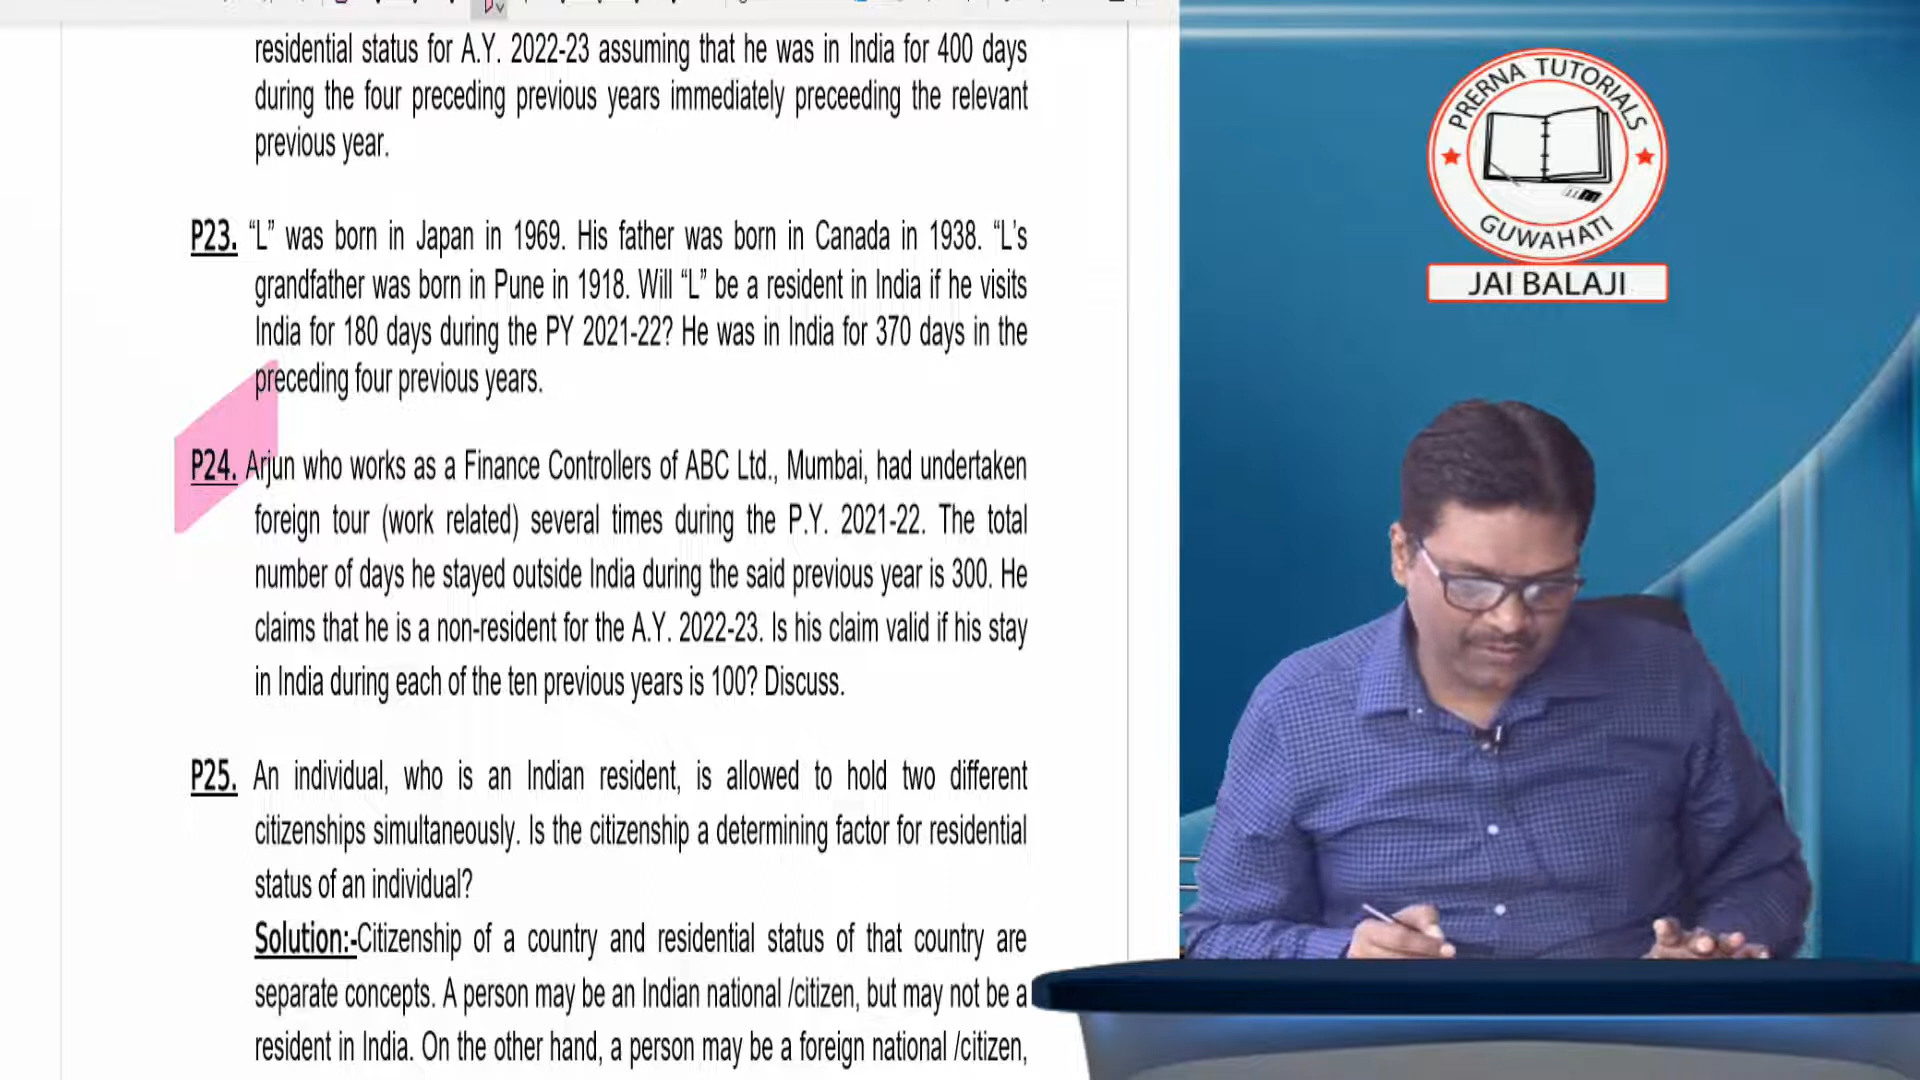 residential status for A.Y. 2022-23 assuming that he was in India for 400 days
during the four preceding previous years immediately preceeding the relevant
previous year.
P23. “L” was born in Japan in 1969. His father was born in Canada in 1938. “L’s
grandfather was born in Pune in 1918. Will “L” be a resident in India if he visits
India for 180 days during the PY 2021-22? He was in India for 370 days in the
preceding four previous years.
P24. Arjun who works as a Finance Controllers of ABC Ltd., Mumbai, had undertaken
foreign tour (work related) several times during the P.Y. 2021-22. The total
number of days he stayed outside India during the said previous year is 300. He
claims that he is a non-resident for the A.Y. 2022-23. Is his claim valid if his stay
in India during each of the ten previous years is 100? Discuss.
P25. An individual, who is an Indian resident, is allowed to hold two different
citizenships simultaneously. Is the citizenship a determining factor for residential
status of an individual?
Solution:-Citizenship of a country and residential status of that country are
separate concepts. A person may be an Indian national /citizen, but may not be a
resident in India. On the other hand, a person may be a foreign national /citizen,
PRERNA TUTORIALS
GUWAHATI
JAI BALAJI